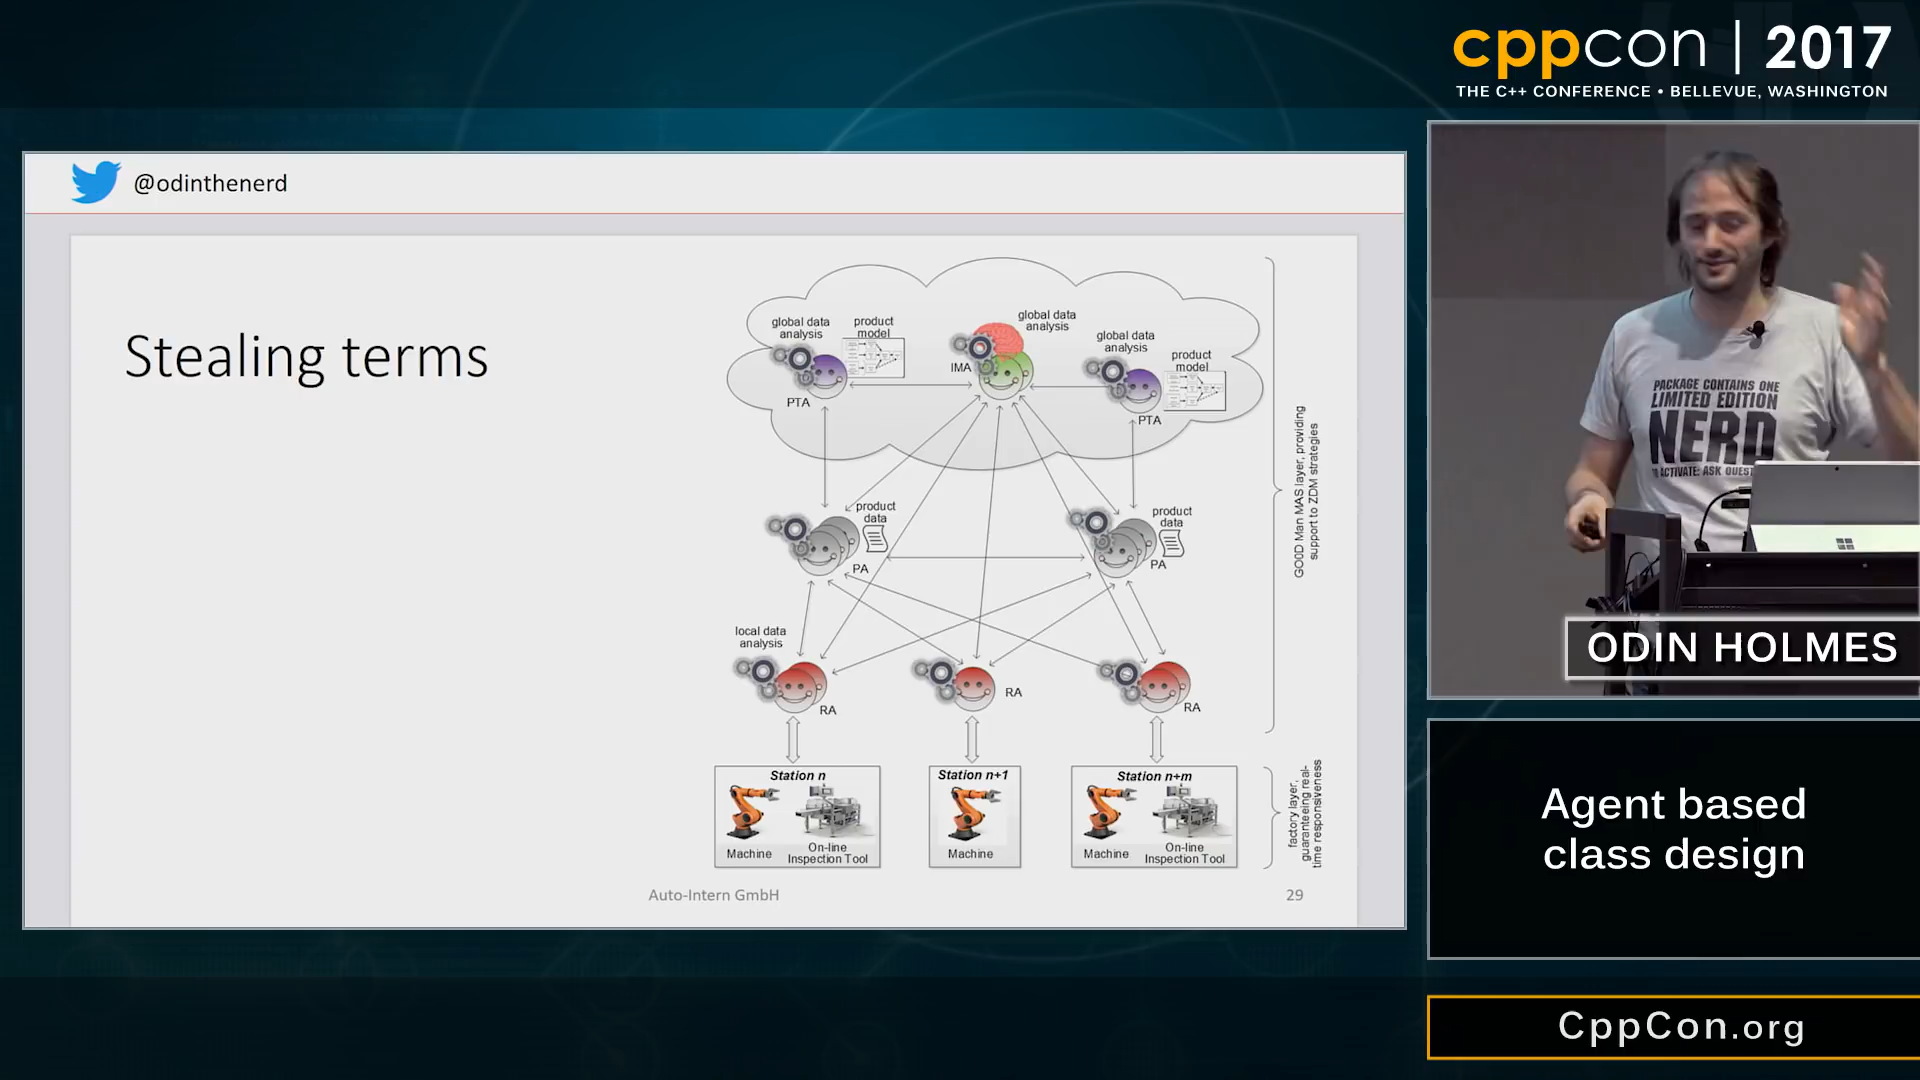 cppcon | 2017
THE C++ CONFERENCE • BELLEVUE, WASHINGTON
@odinthenerd
Stealing terms
global data
analysis
product
model
PTA
global data
analysis
IMA
global data
analysis
product
model
PTA
product
data
PA
product
data
PA
local data
analysis
RA
RA
RA
Station n
Machine
On-line
Inspection Tool
Station n+1
Machine
Station n+m
Machine
On-line
Inspection Tool
GO0D Man MAS layer, providing
support to ZDM strategies
factory layer,
guaranteeing real-
time responsiveness
Auto-Intern GmbH
29
PACKAGE CONTAINS ONE
LIMITED EDITION
NERD
ACTIVATE: ASK QUEST
ODIN HOLMES
Agent based
class design
CppCon.org